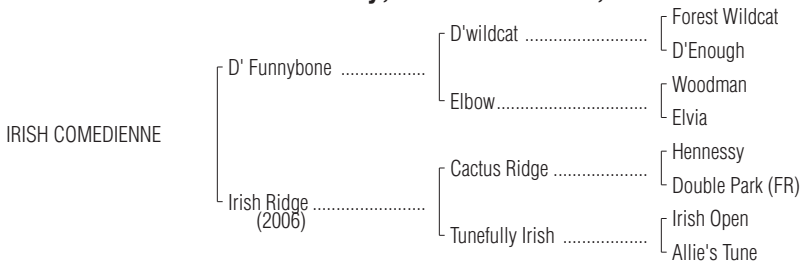 Forest Wildcat
D'wildcat ....................
D'Enough
D' Funnybone ..................
Woodman
Elbow................................
Elvia
IRISH COMEDIENNE
Hennessy
Cactus Ridge ....................
Double Park (FR)
Irish Ridge ........................
(2006)
Irish Open
Tunefully Irish ..................
Allie's Tune